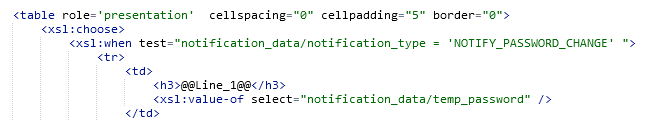 <table role='presentation'  cellspacing="0" cellpadding="5" border="0">
<xsl:choose>
<xsl:when test="notification_data/notification_type = 'NOTIFY_PASSWORD_CHANGE' ">
<tr>
<td>
<h3>@@Line_1@@</h3>
<xsl:value-of select="notification_data/temp_password" />
</td>